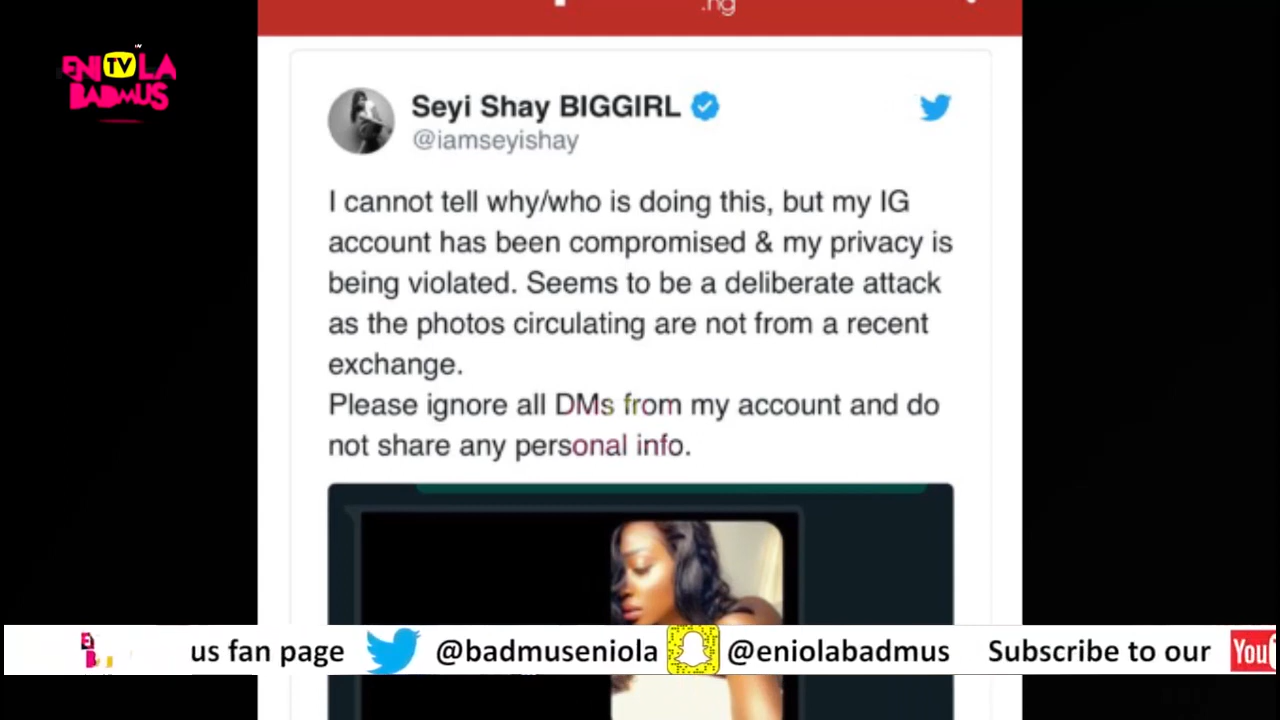 .ng
ENIOLA
TV
BADMUS
Seyi Shay BIGGIRL
@iamseyishay
I cannot tell why/who is doing this, but my IG
account has been compromised & my privacy is
being violated. Seems to be a deliberate attack
as the photos circulating are not from a recent
exchange.
Please ignore all DMs from my account and do
not share any personal info.
us fan page @badmuseniola @eniolabadmus Subscribe to our You